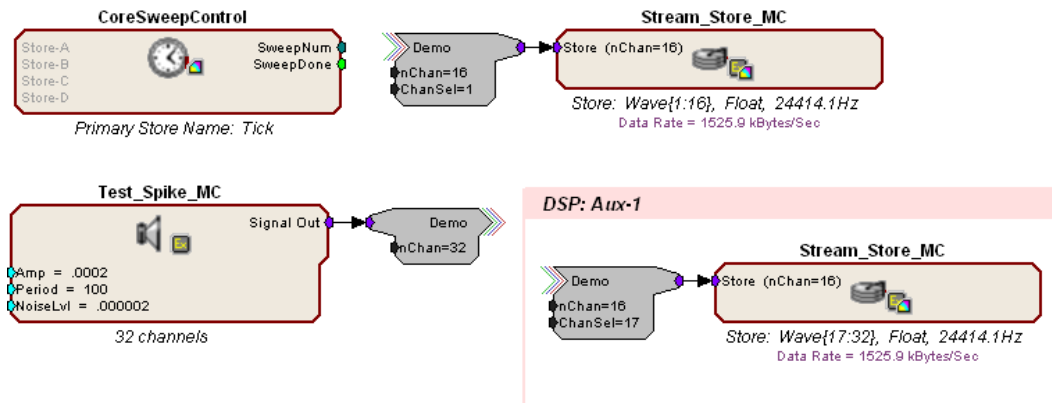 CoreSweepControl
Store-A
Store-B
Store-C
Store-D
SweepNum
SweepDone
Primary Store Name: Tick
Demo
nChan=16
ChanSel=1
Stream_Store_MC
Store (nChan=16)
Store: Wave{1:16}, Float, 24414.1Hz
Data Rate = 1525.9 kBytes/Sec
Test_Spike_MC
Signal Out
Amp = .0002
Period = 100
NoiseLvl = .000002
32 channels
Demo
nChan=32
DSP: Aux-1
Demo
nChan=16
ChanSel=17
Stream_Store_MC
Store (nChan=16)
Store: Wave{17:32}, Float, 24414.1Hz
Data Rate = 1525.9 kBytes/Sec